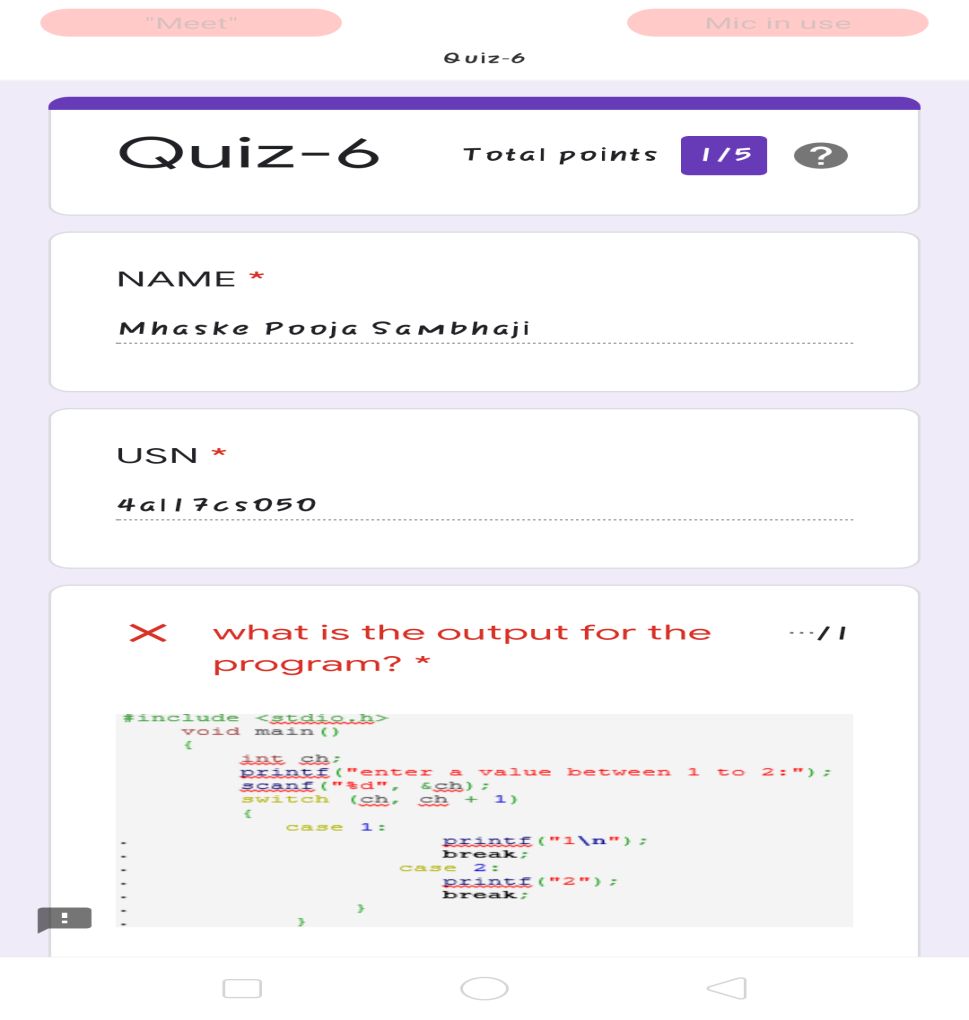 "Meet" Mic in use
Quiz-6
Quiz-6 Total points 1/5 ?
NAME *
Mhaske Pooja Sambhaji
USN *
4al17cs050
what is the output for the ···/1
program? *
#include <stdio.h>
void main()
{
int ch;
printf("enter a value between 1 to 2:");
scanf("%d", &ch);
switch (ch, ch + 1)
{
case 1:
. printf("1\n");
. break;
. case 2:
. printf("2");
. break;
. }
. }